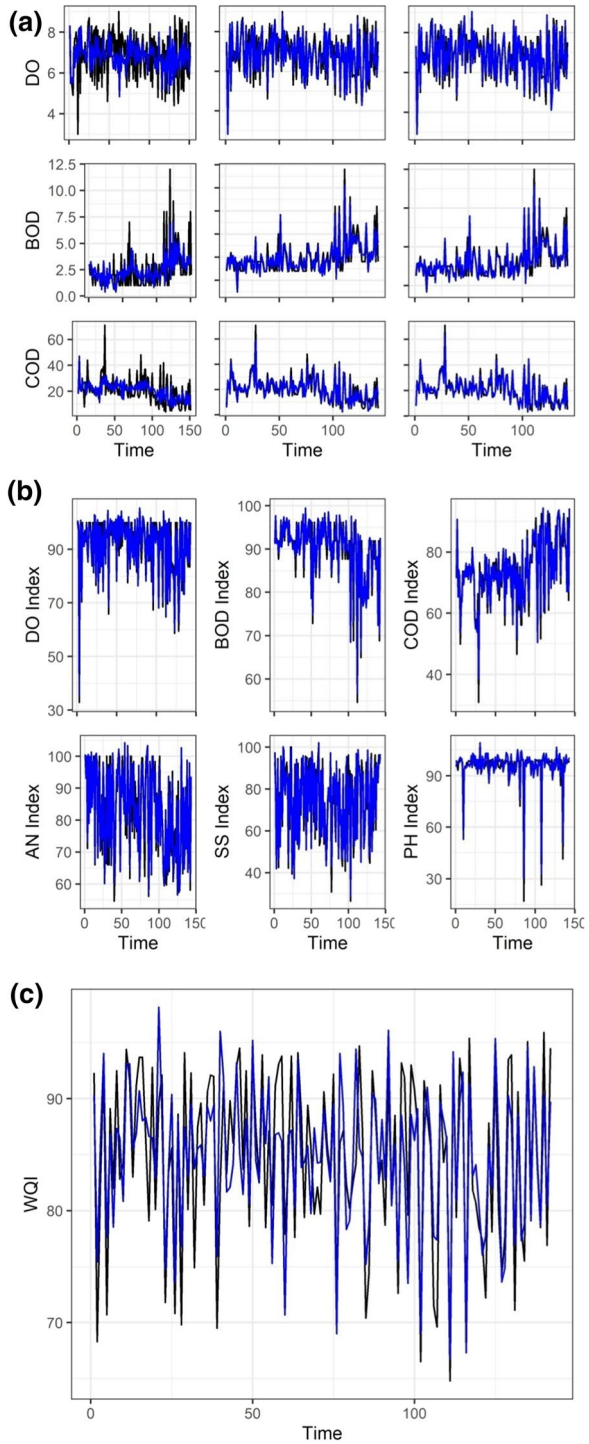 (a)
DO
8
6
4
BOD
12.5
10.0
7.5
5.0
2.5
0.0
COD
60
40
20
0 50 100 150
0 50 100
0 50 100
Time
Time
Time
(b)
DO Index
90
70
50
30
BOD Index
100
90
80
70
60
COD Index
80
60
40
AN Index
100
90
80
70
60
SS Index
100
80
60
40
PH Index
90
60
30
0 50 100 150
0 50 100 150
0 50 100 150
Time
Time
Time
(c)
WQI
90
80
70
0 50 100
Time